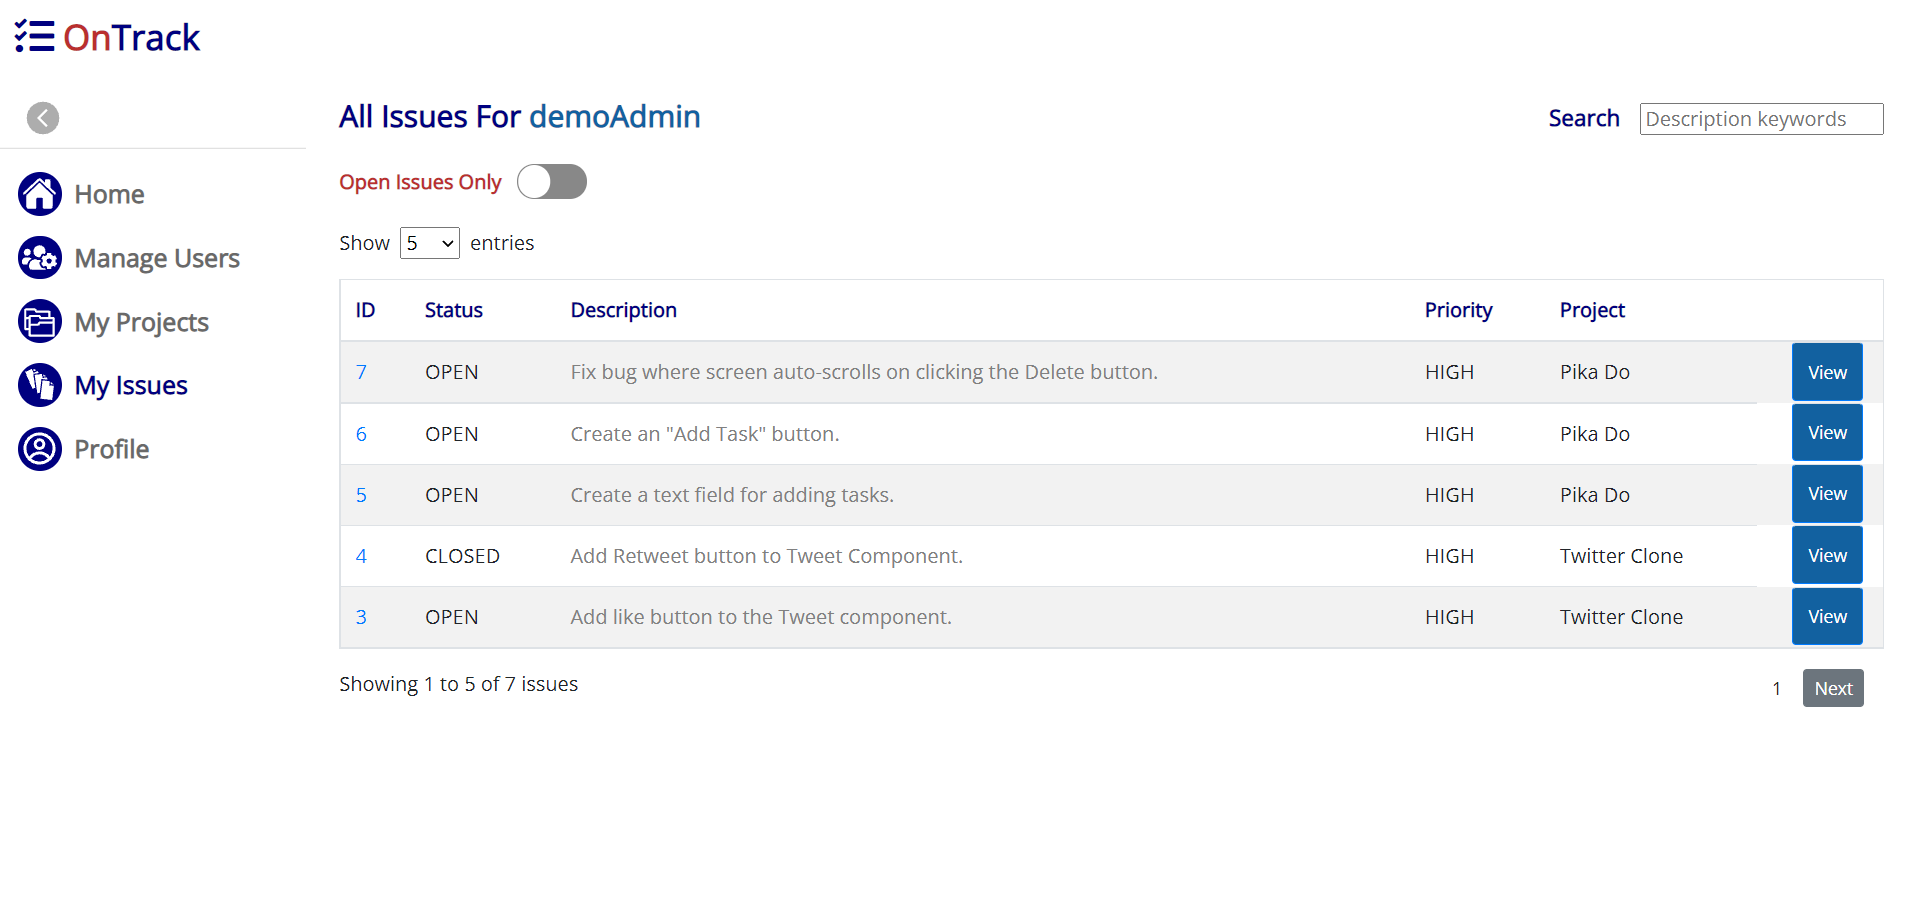 OnTrack
All Issues For demoAdmin
Search Description keywords
Open Issues Only
Show 5 entries
Home
Manage Users
My Projects
My Issues
Profile
ID Status Description Priority Project
7 OPEN Fix bug where screen auto-scrolls on clicking the Delete button. HIGH Pika Do View
6 OPEN Create an "Add Task" button. HIGH Pika Do View
5 OPEN Create a text field for adding tasks. HIGH Pika Do View
4 CLOSED Add Retweet button to Tweet Component. HIGH Twitter Clone View
3 OPEN Add like button to the Tweet component. HIGH Twitter Clone View
Showing 1 to 5 of 7 issues
1 Next